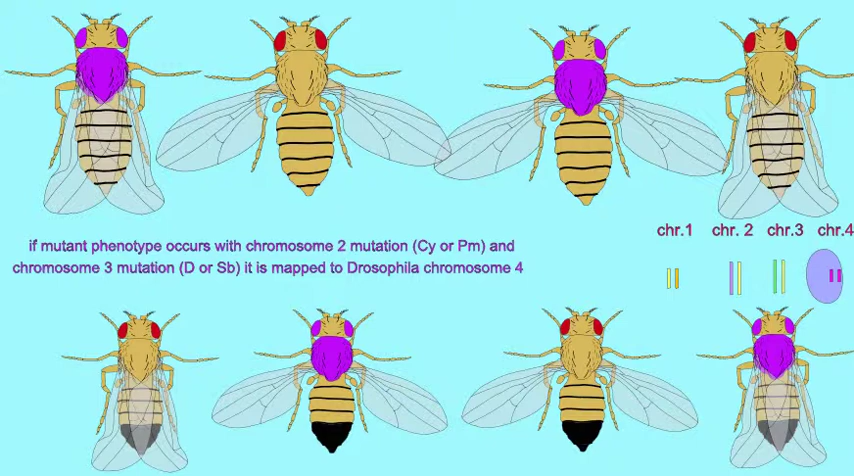 if mutant phenotype occurs with chromosome 2 mutation (Cy or Pm) and
chromosome 3 mutation (D or Sb) it is mapped to Drosophila chromosome 4
chr.1 chr. 2 chr.3 chr.4